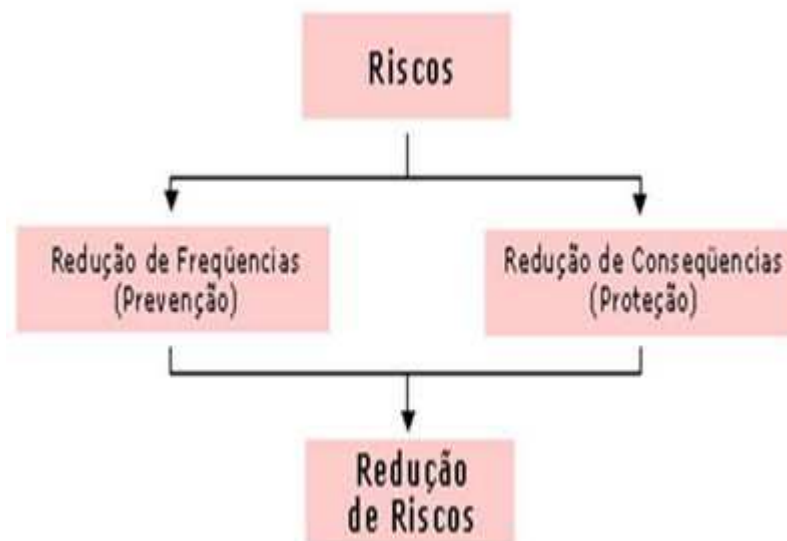 Riscos
Redução de Freqüencias
(Prevenção)
Redução de Conseqüencias
(Proteção)
Redução
de Riscos